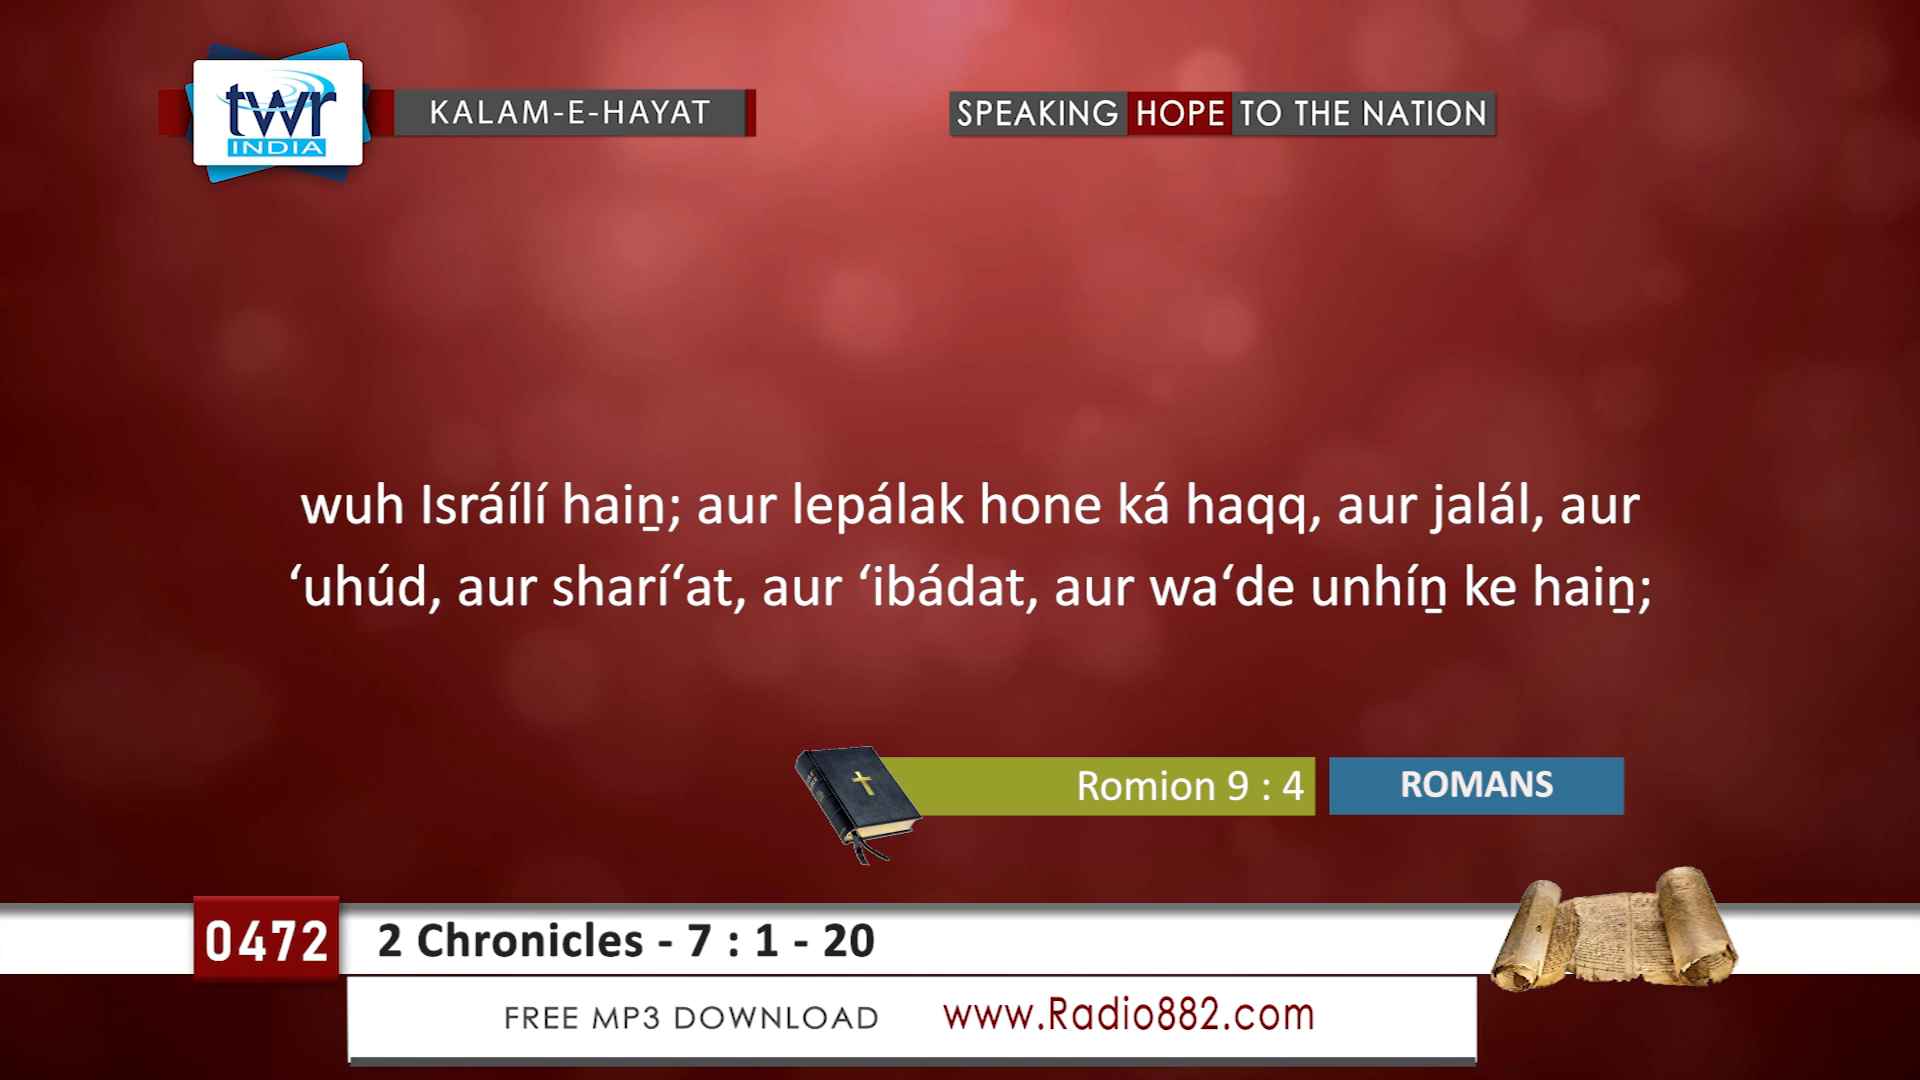 twr
INDIA
KALAM-E-HAYAT
SPEAKING HOPE TO THE NATION
wuh Isráílí haiṉ; aur lepálak hone ká haqq, aur jalál, aur
‘uhúd, aur sharí‘at, aur ‘ibádat, aur wa‘de unhíṉ ke haiṉ;
Romion 9 : 4
ROMANS
0472
2 Chronicles - 7 : 1 - 20
FREE MP3 DOWNLOAD
www.Radio882.com